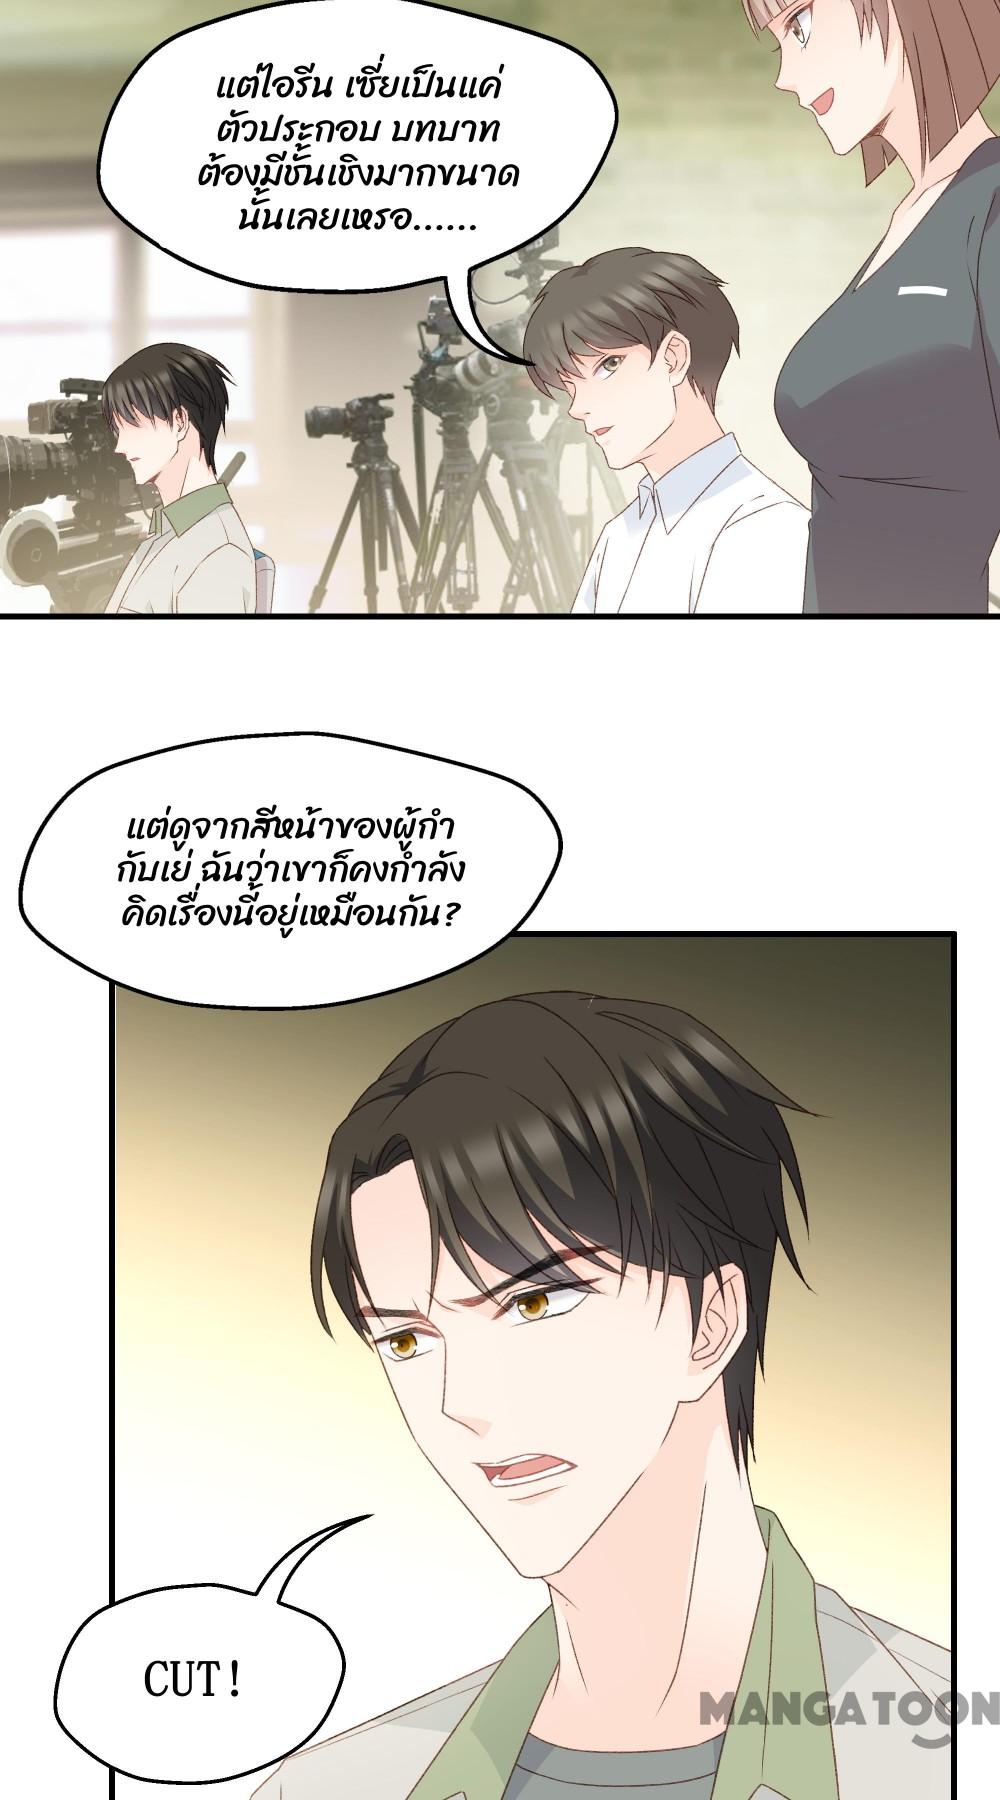 แต่ไอรีน เซี่ยเป็นแค่
ตัวประกอบ บทบาท
ต้องมีชั้นเชิงมากขนาด
นั้นเลยเหรอ......
แต่ดูจากสีหน้าของผู้กำ
กับเย่ ฉันว่าเขาก็คงกำลัง
คิดเรื่องนี้อยู่เหมือนกัน?
CUT!
MANGATOON